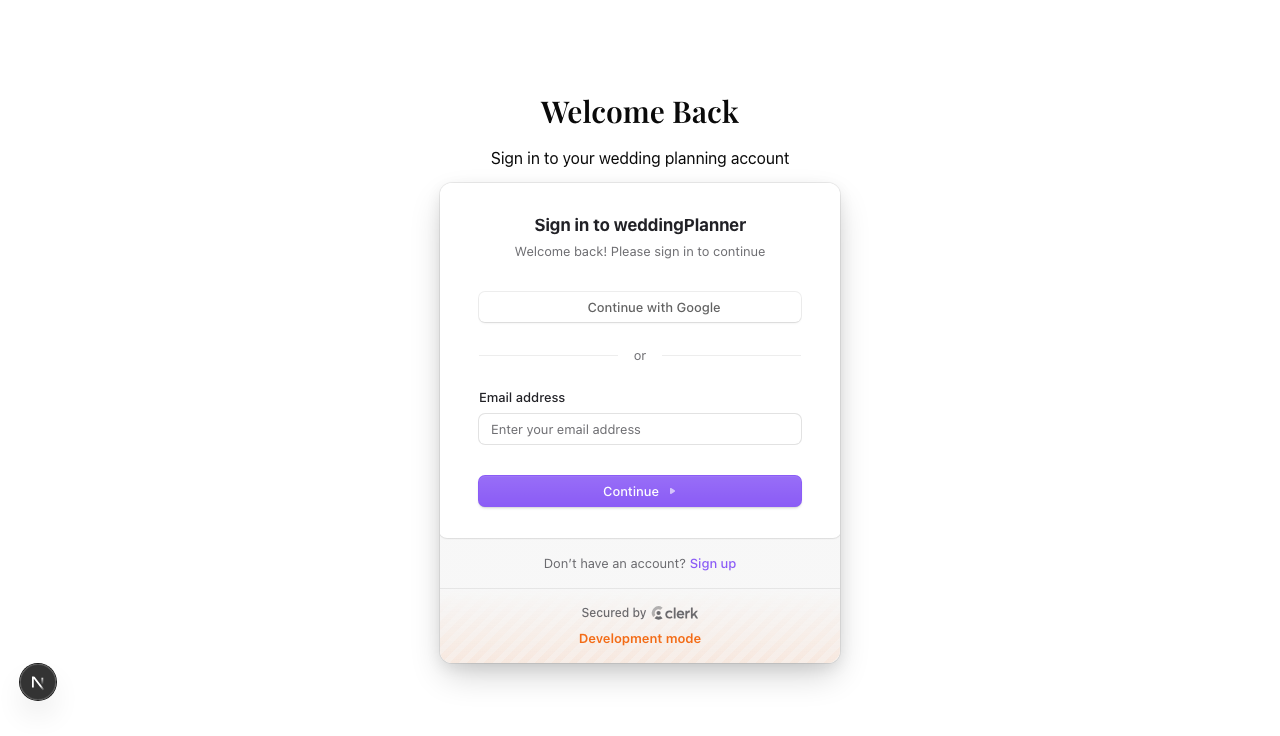 Welcome Back
Sign in to your wedding planning account
Sign in to weddingPlanner
Welcome back! Please sign in to continue
Continue with Google
or
Email address
Enter your email address
Continue
Don't have an account? Sign up
Secured by clerk
Development mode
N